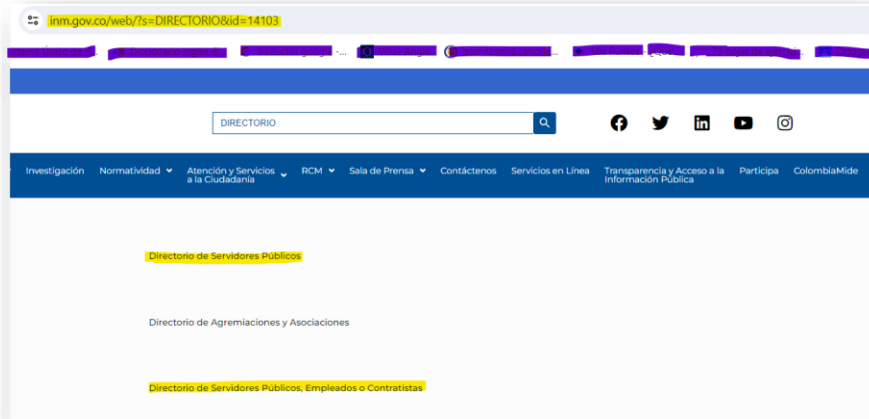 inm.gov.co/web/?s=DIRECTORIO&id=14103
DIRECTORIO
Investigación Normatividad Atención y Servicios a la Ciudadanía RCM Sala de Prensa Contáctenos Servicios en Línea Transparencia y Acceso a la Información Pública Participa ColombiaMide
Directorio de Servidores Públicos
Directorio de Agremiaciones y Asociaciones
Directorio de Servidores Públicos, Empleados o Contratistas